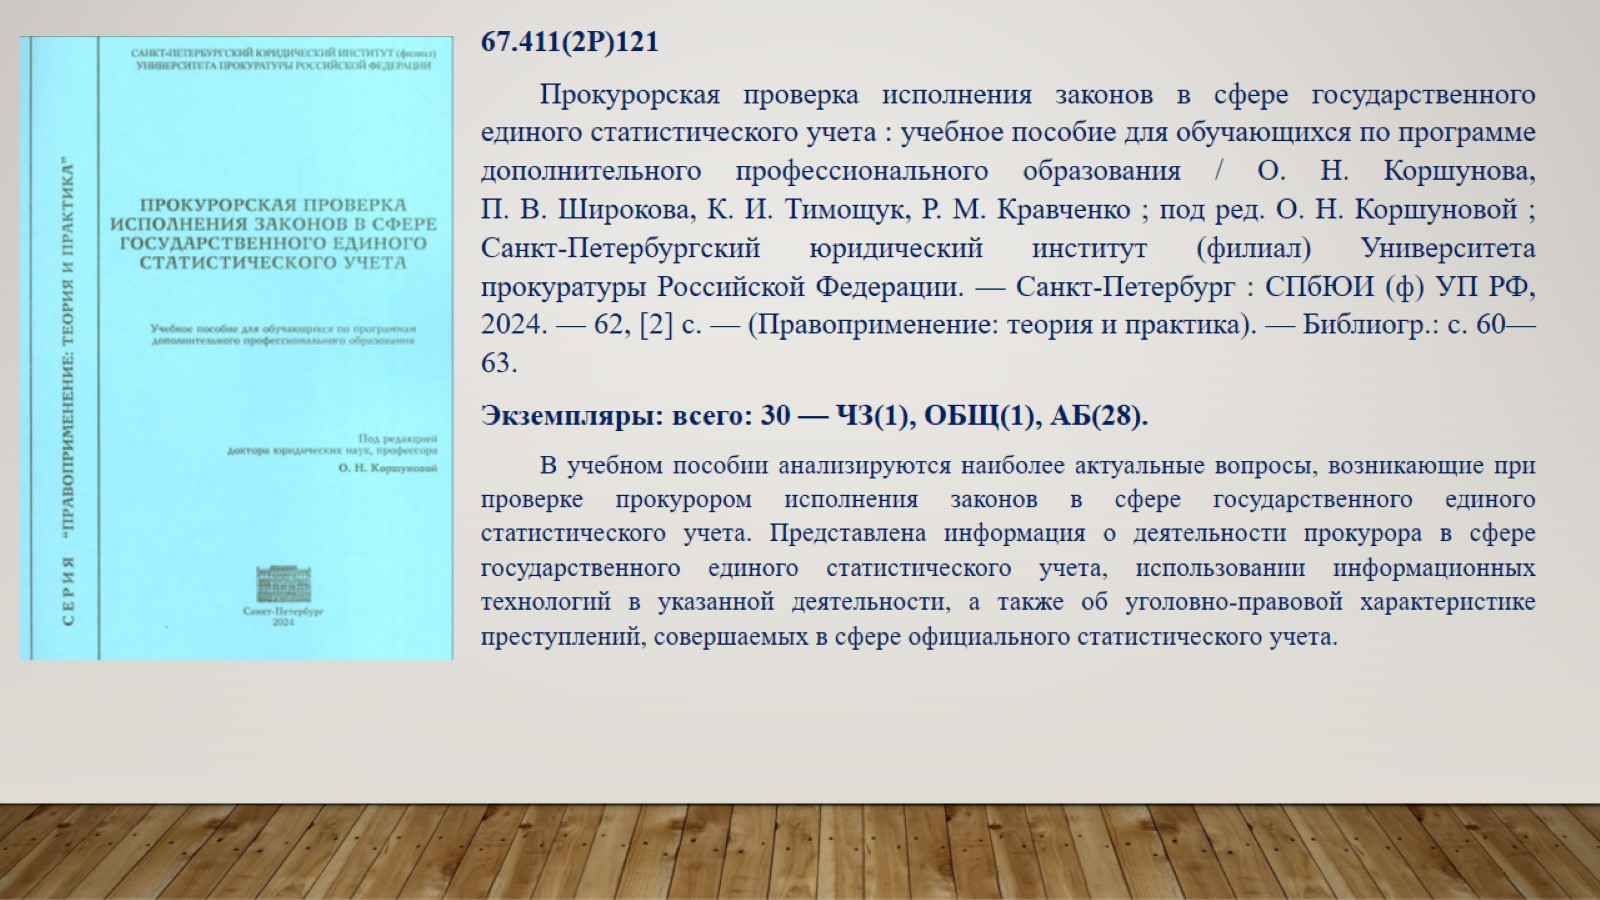 САНКТ-ПЕТЕРБУРГСКИЙ ЮРИДИЧЕСКИЙ ИНСТИТУТ (филиал)
УНИВЕРСИТЕТА ПРОКУРАТУРЫ РОССИЙСКОЙ ФЕДЕРАЦИИ
СЕРИЯ "ПРАВОПРИМЕНЕНИЕ: ТЕОРИЯ И ПРАКТИКА"
ПРОКУРОРСКАЯ ПРОВЕРКА
ИСПОЛНЕНИЯ ЗАКОНОВ В СФЕРЕ
ГОСУДАРСТВЕННОГО ЕДИНОГО
СТАТИСТИЧЕСКОГО УЧЕТА
Учебное пособие для обучающихся по программам
дополнительного профессионального образования
Под редакцией
доктора юридических наук, профессора
О. Н. Коршуновой
Санкт-Петербург
2024
67.411(2Р)121
Прокурорская проверка исполнения законов в сфере государственного
единого статистического учета : учебное пособие для обучающихся по программе
дополнительного профессионального образования / О. Н. Коршунова,
П. В. Широкова, К. И. Тимощук, Р. М. Кравченко ; под ред. О. Н. Коршуновой ;
Санкт-Петербургский юридический институт (филиал) Университета
прокуратуры Российской Федерации. — Санкт-Петербург : СПбЮИ (ф) УП РФ,
2024. — 62, [2] с. — (Правоприменение: теория и практика). — Библиогр.: с. 60—
63.
Экземпляры: всего: 30 — ЧЗ(1), ОБЩ(1), АБ(28).
В учебном пособии анализируются наиболее актуальные вопросы, возникающие при
проверке прокурором исполнения законов в сфере государственного единого
статистического учета. Представлена информация о деятельности прокурора в сфере
государственного единого статистического учета, использовании информационных
технологий в указанной деятельности, а также об уголовно-правовой характеристике
преступлений, совершаемых в сфере официального статистического учета.